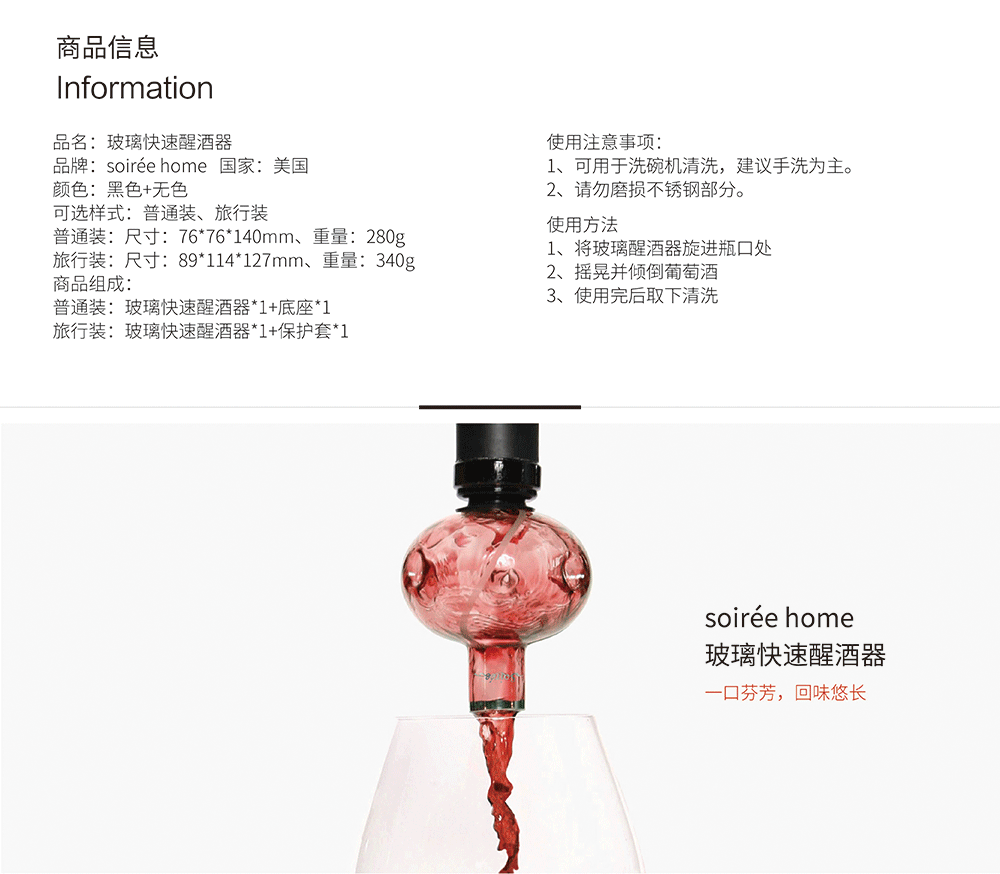 商品信息
Information
品名：玻璃快速醒酒器
品牌：soirée home 国家：美国
颜色：黑色+无色
可选样式：普通装、旅行装
普通装：尺寸：76*76*140mm、重量：280g
旅行装：尺寸：89*114*127mm、重量：340g
商品组成：
普通装：玻璃快速醒酒器*1+底座*1
旅行装：玻璃快速醒酒器*1+保护套*1
使用注意事项：
1、可用于洗碗机清洗，建议手洗为主。
2、请勿磨损不锈钢部分。
使用方法
1、将玻璃醒酒器旋进瓶口处
2、摇晃并倾倒葡萄酒
3、使用完后取下清洗
soirée home
玻璃快速醒酒器
一口芬芳，回味悠长